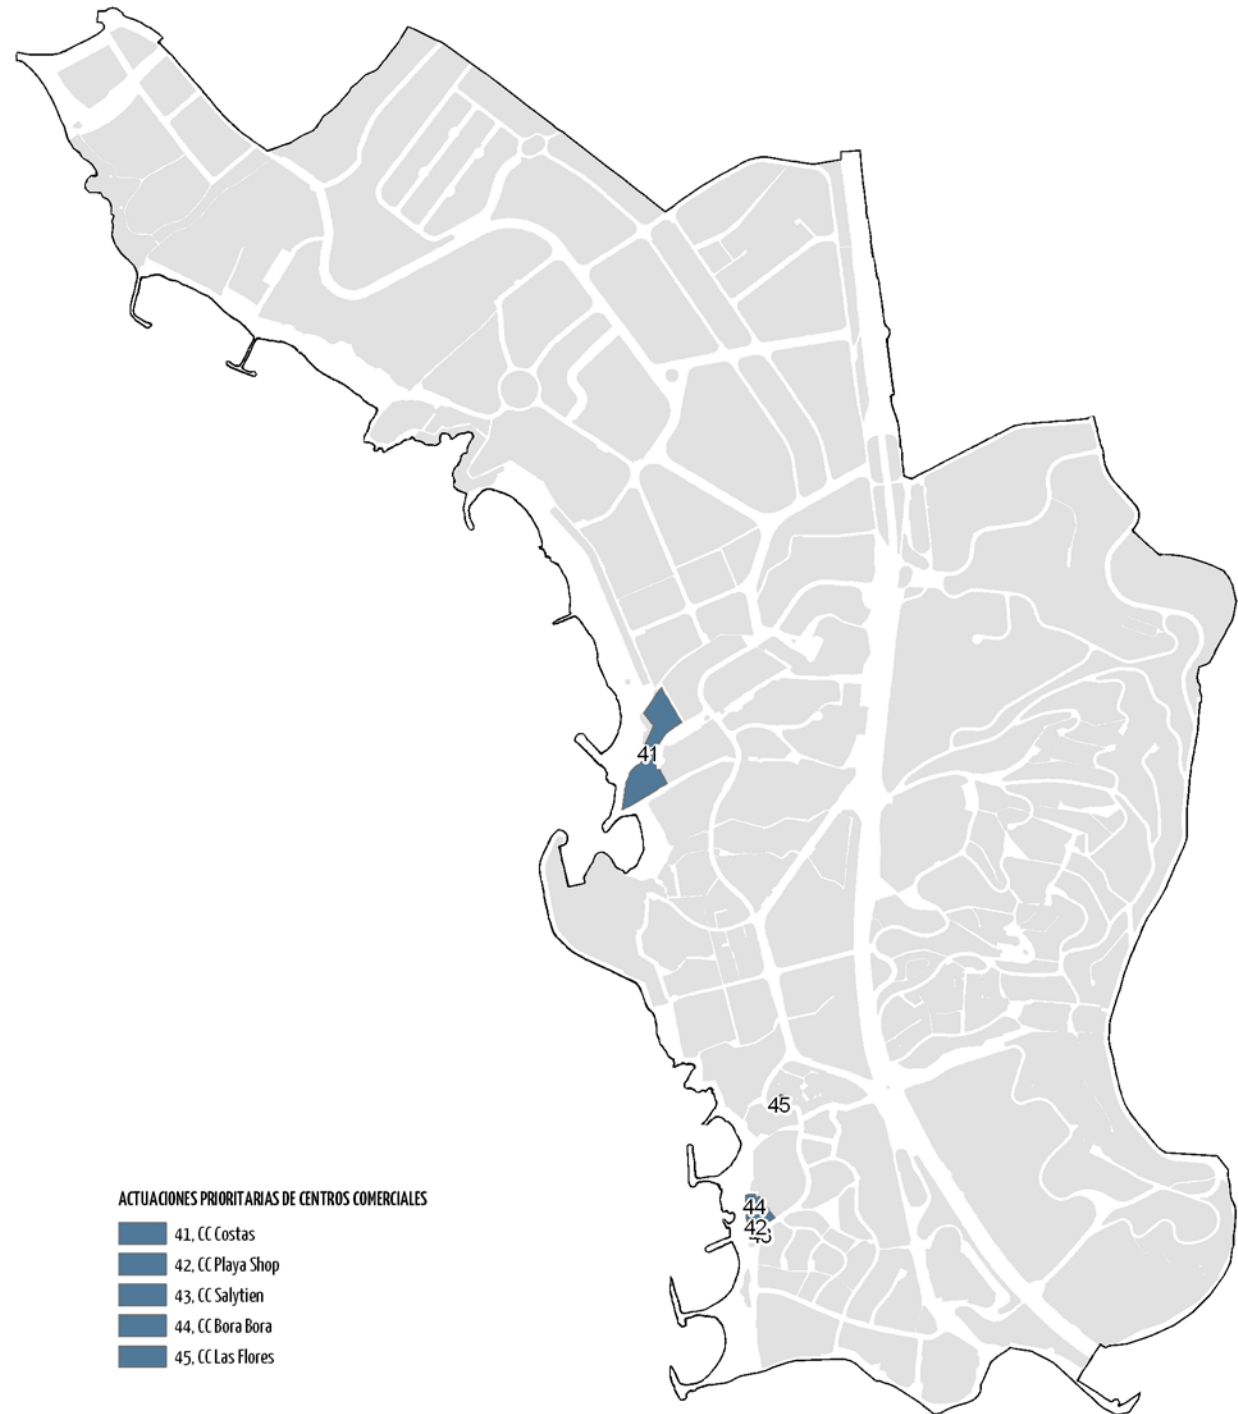 41
45
44
42
43
ACTUACIONES PRIORITARIAS DE CENTROS COMERCIALES
41, CC Costas
42, CC Playa Shop
43, CC Salytien
44, CC Bora Bora
45, CC Las Flores